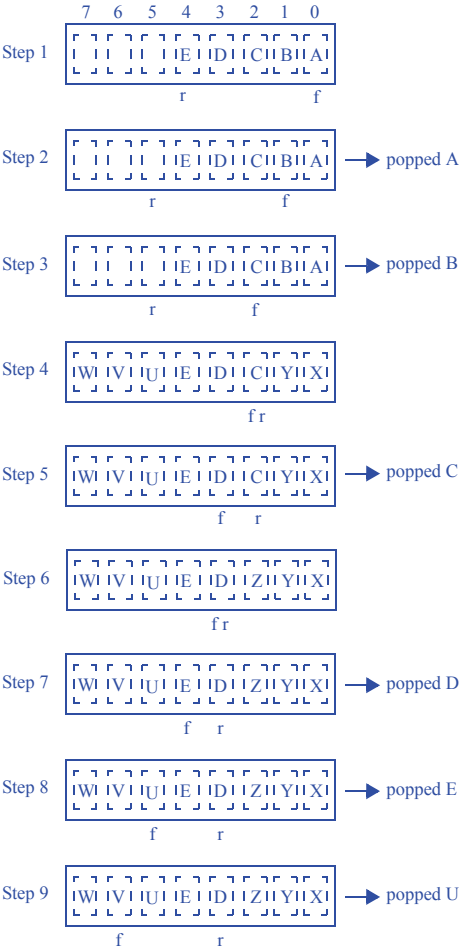 7 6 5 4 3 2 1 0
Step 1 E D C B A
r f
Step 2 E D C B A popped A
r f
Step 3 E D C B A popped B
r f
Step 4 W V U E D C Y X
f r
Step 5 W V U E D C Y X popped C
f r
Step 6 W V U E D Z Y X
f r
Step 7 W V U E D Z Y X popped D
f r
Step 8 W V U E D Z Y X popped E
f r
Step 9 W V U E D Z Y X popped U
f r